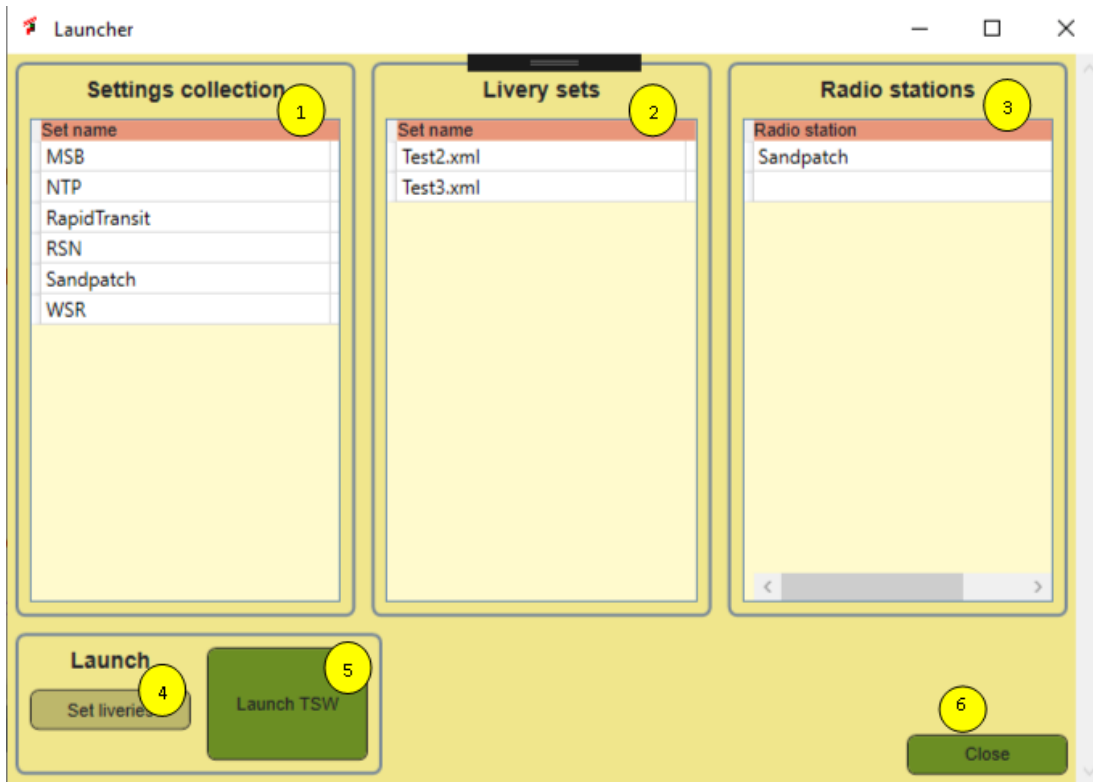 Launcher
Settings collection
1
Set name
MSB
NTP
RapidTransit
RSN
Sandpatch
WSR
Livery sets
2
Set name
Test2.xml
Test3.xml
Radio stations
3
Radio station
Sandpatch
Launch
4
Set liveries
5
Launch TSW
6
Close